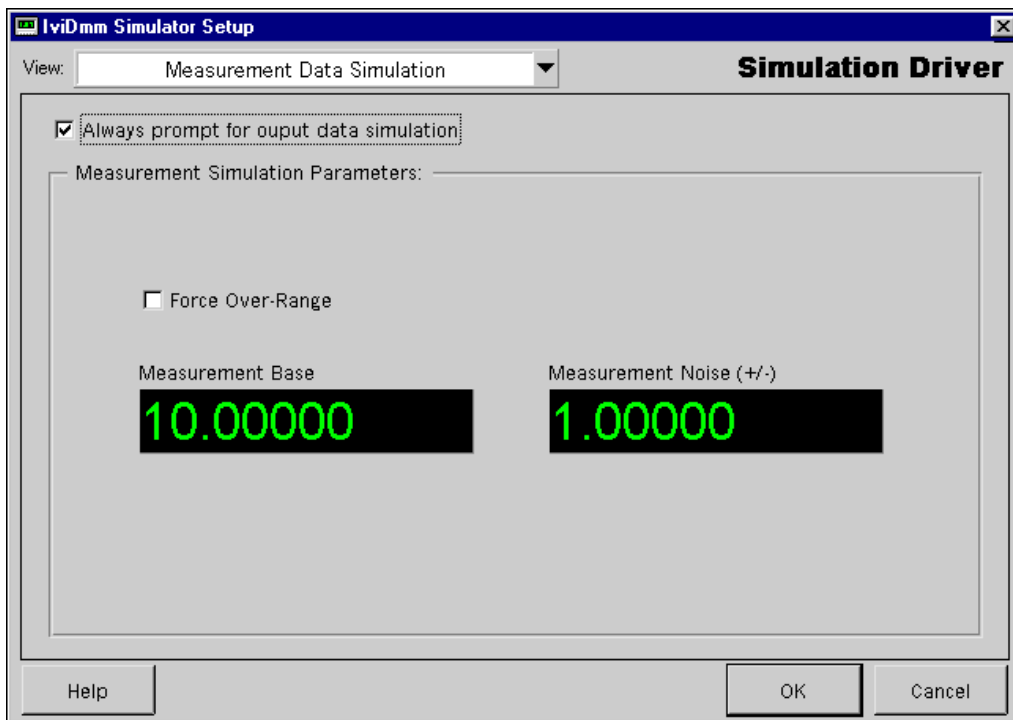 IviDmm Simulator Setup
View:
Measurement Data Simulation
Simulation Driver
Always prompt for ouput data simulation
Measurement Simulation Parameters:
Force Over-Range
Measurement Base
Measurement Noise (+/-)
10.00000
1.00000
Help
OK
Cancel